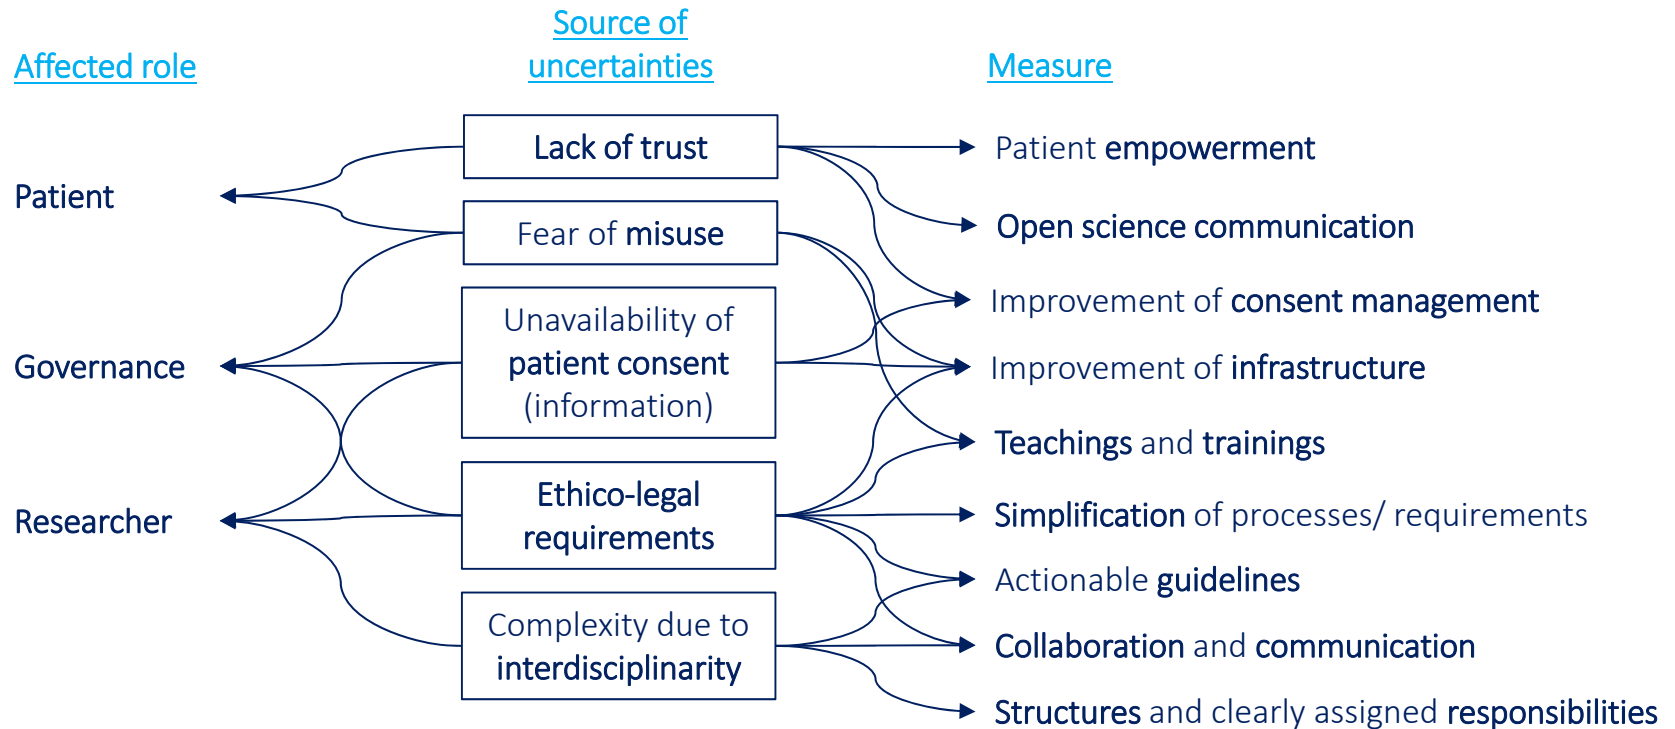 Affected role
Source of
uncertainties
Measure
Patient
Governance
Researcher
Lack of trust
Fear of misuse
Unavailability of
patient consent
(information)
Ethico-legal
requirements
Complexity due to
interdisciplinarity
Patient empowerment
Open science communication
Improvement of consent management
Improvement of infrastructure
Teachings and trainings
Simplification of processes/ requirements
Actionable guidelines
Collaboration and communication
Structures and clearly assigned responsibilities